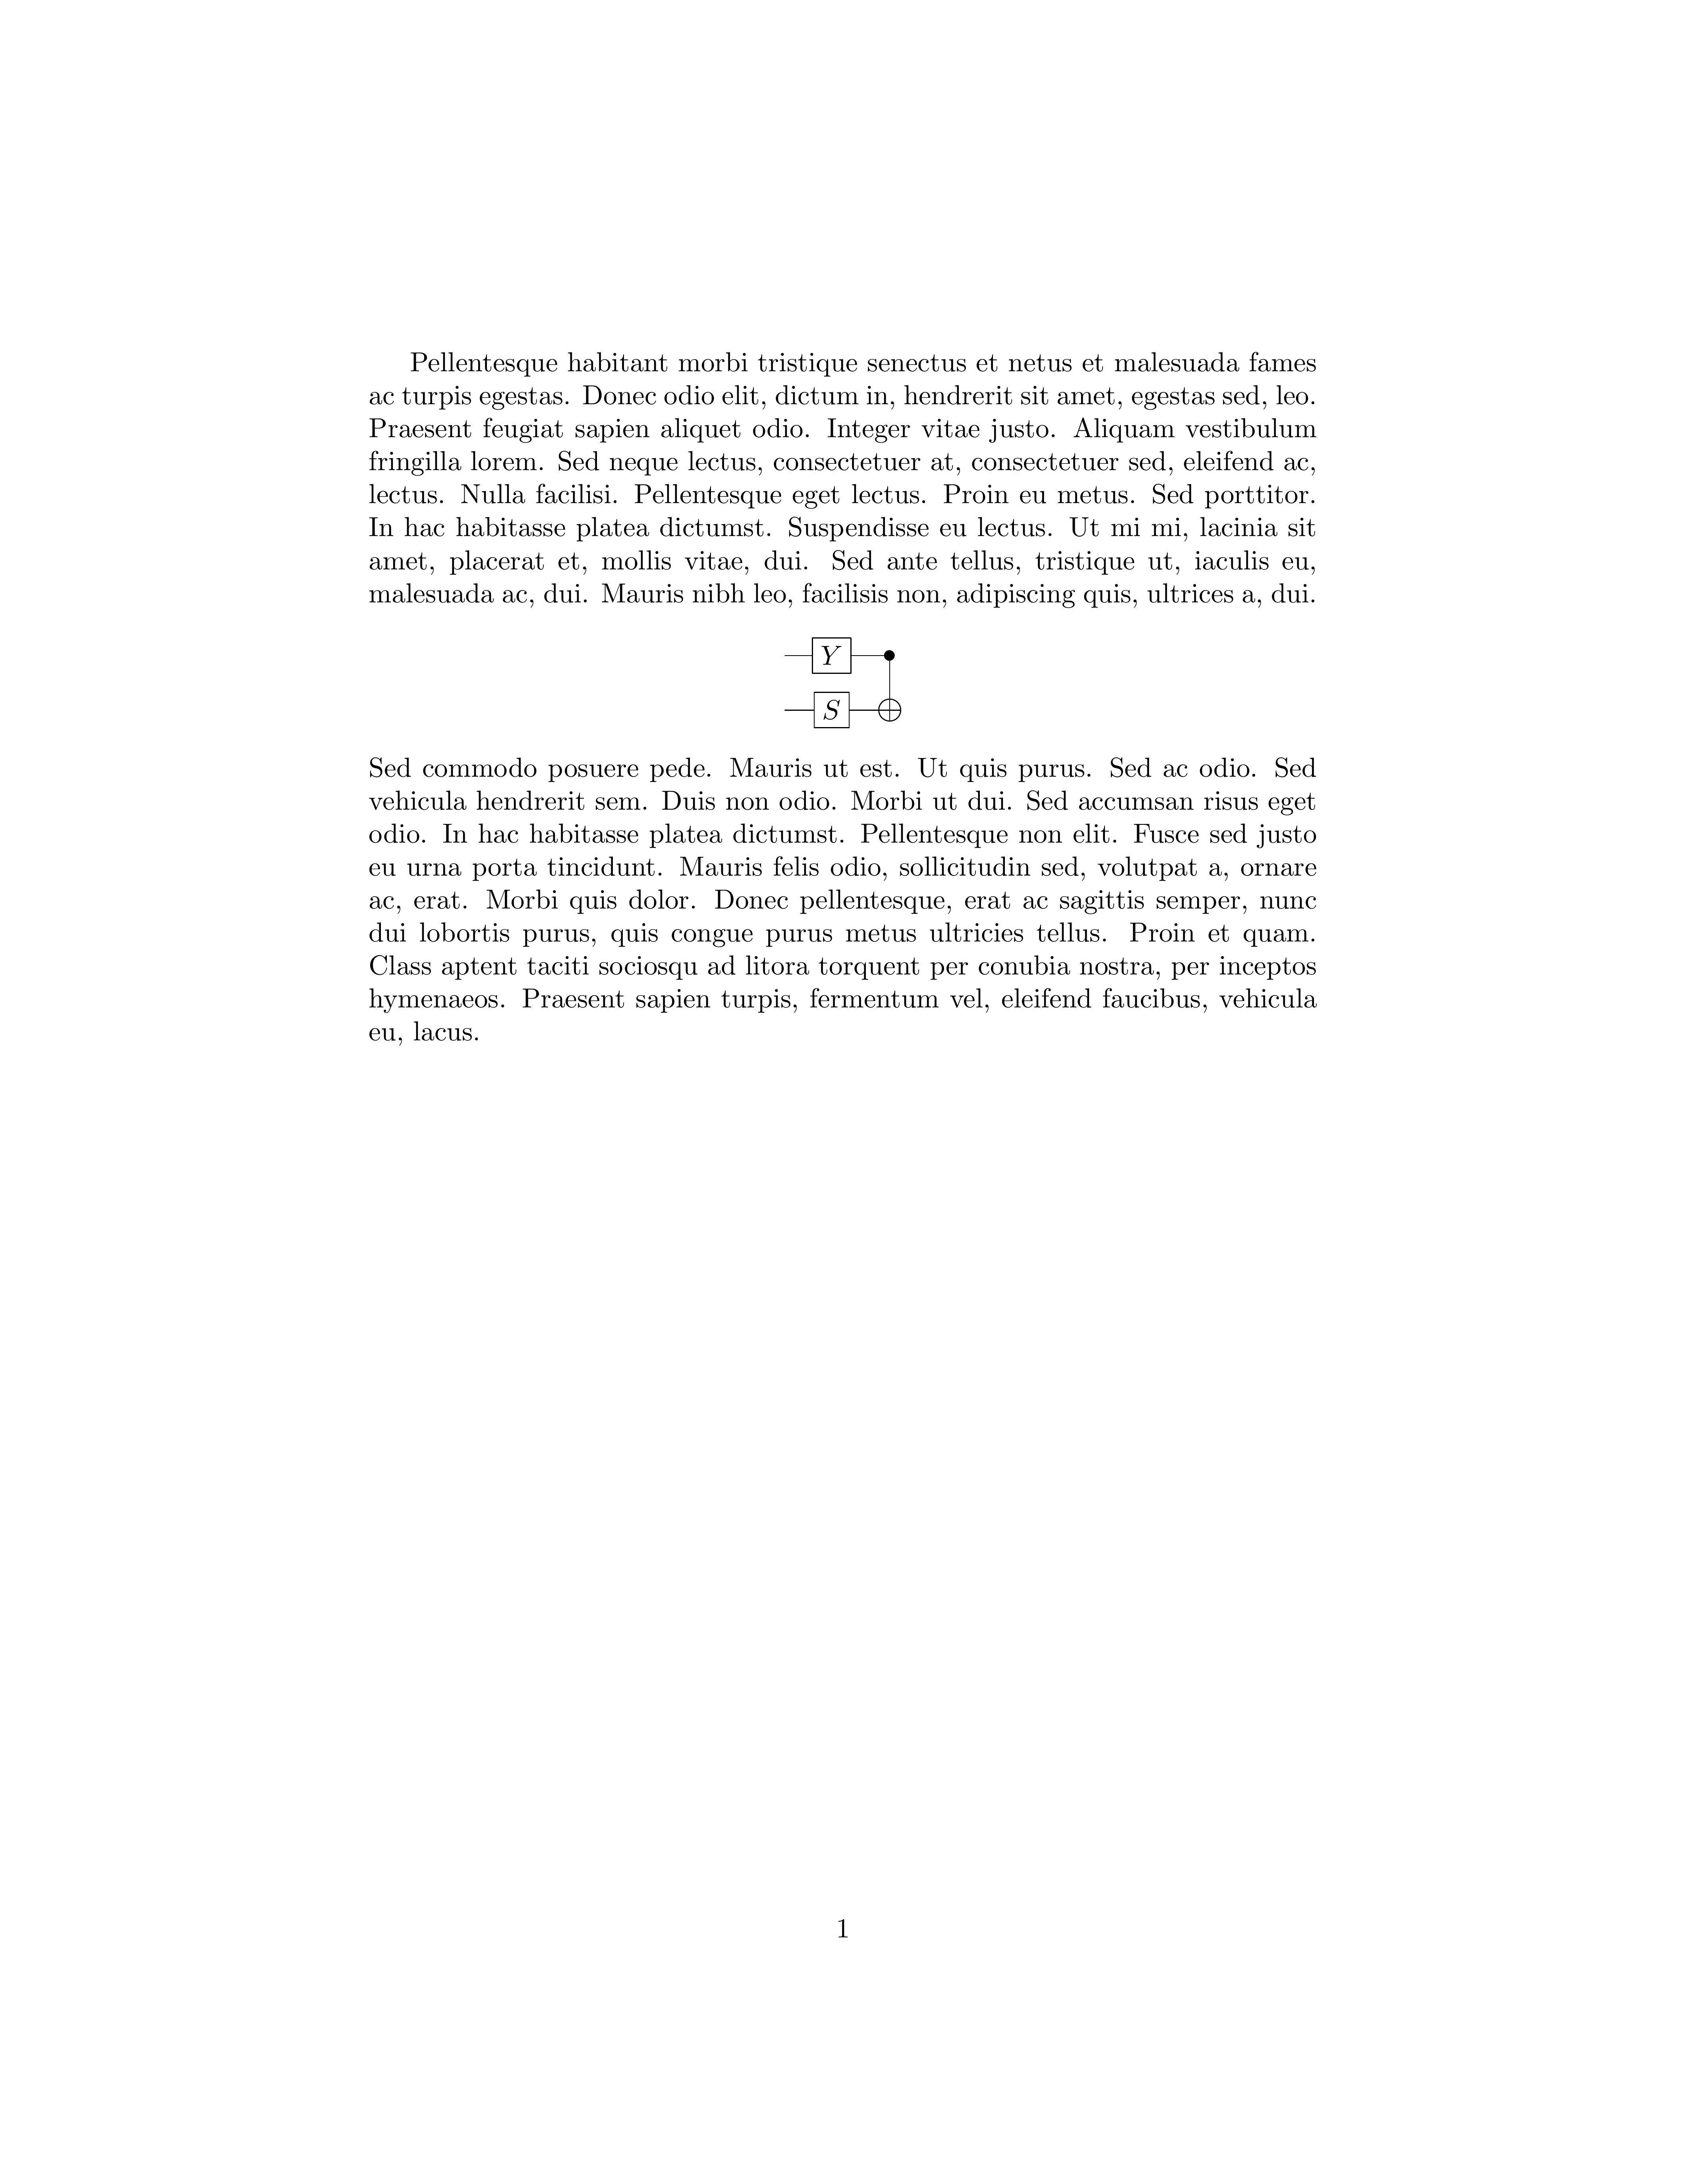 Pellentesque habitant morbi tristique senectus et netus et malesuada fames
ac turpis egestas. Donec odio elit, dictum in, hendrerit sit amet, egestas sed, leo.
Praesent feugiat sapien aliquet odio. Integer vitae justo. Aliquam vestibulum
fringilla lorem. Sed neque lectus, consectetuer at, consectetuer sed, eleifend ac,
lectus. Nulla facilisi. Pellentesque eget lectus. Proin eu metus. Sed porttitor.
In hac habitasse platea dictumst. Suspendisse eu lectus. Ut mi mi, lacinia sit
amet, placerat et, mollis vitae, dui. Sed ante tellus, tristique ut, iaculis eu,
malesuada ac, dui. Mauris nibh leo, facilisis non, adipiscing quis, ultrices a, dui.
Y
S
Sed commodo posuere pede. Mauris ut est. Ut quis purus. Sed ac odio. Sed
vehicula hendrerit sem. Duis non odio. Morbi ut dui. Sed accumsan risus eget
odio. In hac habitasse platea dictumst. Pellentesque non elit. Fusce sed justo
eu urna porta tincidunt. Mauris felis odio, sollicitudin sed, volutpat a, ornare
ac, erat. Morbi quis dolor. Donec pellentesque, erat ac sagittis semper, nunc
dui lobortis purus, quis congue purus metus ultricies tellus. Proin et quam.
Class aptent taciti sociosqu ad litora torquent per conubia nostra, per inceptos
hymenaeos. Praesent sapien turpis, fermentum vel, eleifend faucibus, vehicula
eu, lacus.
1